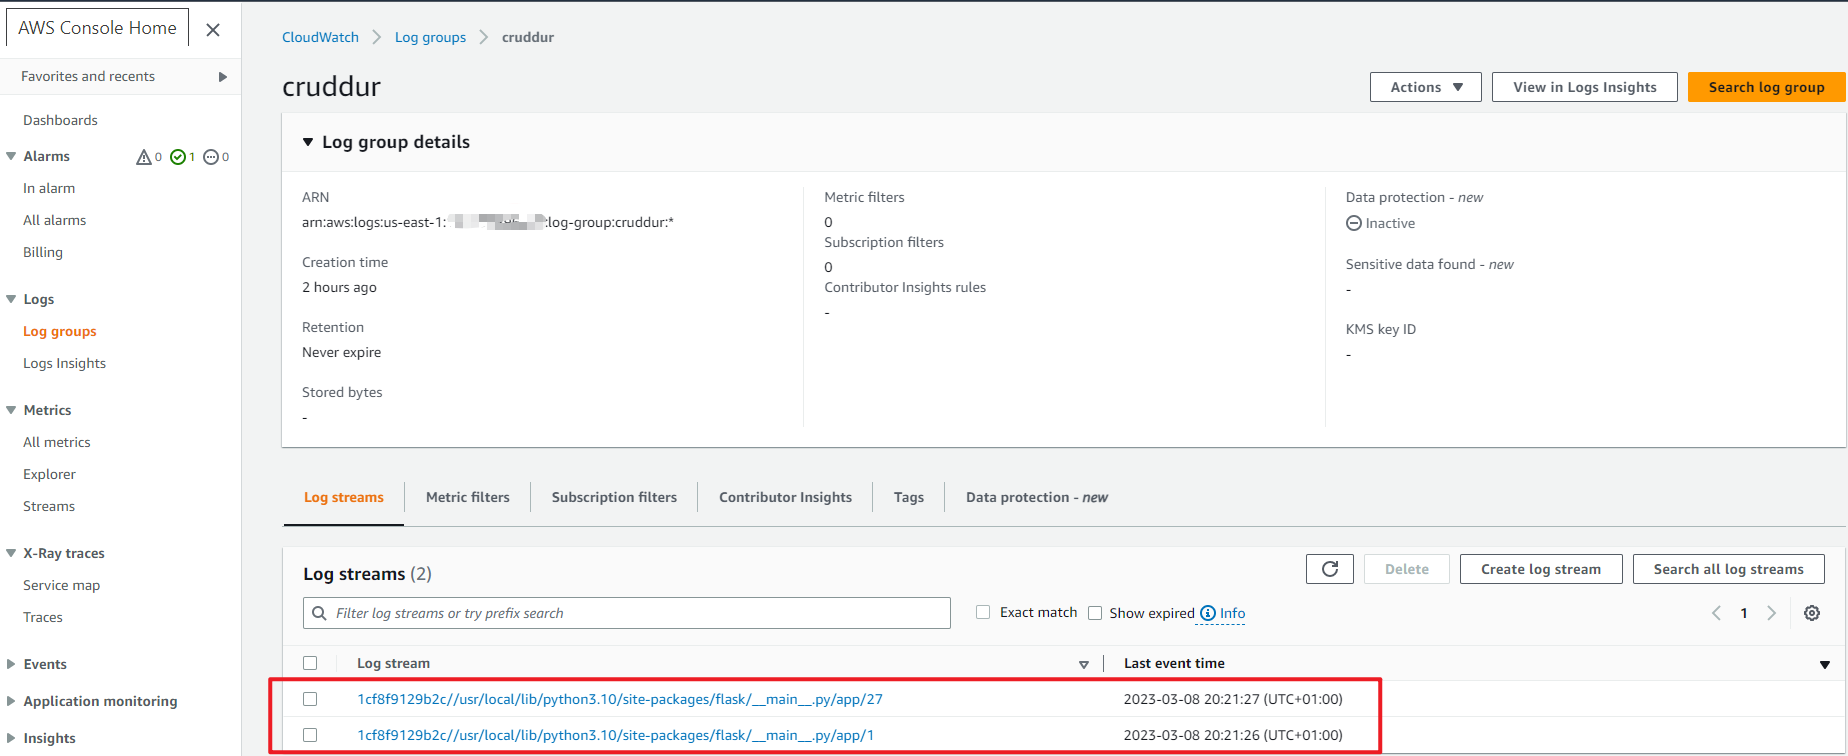 AWS Console Home
Favorites and recents
Dashboards
Alarms 0 1 0
In alarm
All alarms
Billing
Logs
Log groups
Logs Insights
Metrics
All metrics
Explorer
Streams
X-Ray traces
Service map
Traces
Events
Application monitoring
Insights
CloudWatch Log groups cruddur
cruddur
Actions View in Logs Insights Search log group
Log group details
ARN
arn:aws:logs:us-east-1: :log-group:cruddur:*
Creation time
2 hours ago
Retention
Never expire
Stored bytes
-
Metric filters
0
Subscription filters
0
Contributor Insights rules
-
Data protection - new
Inactive
Sensitive data found - new
-
KMS key ID
-
Log streams Metric filters Subscription filters Contributor Insights Tags Data protection - new
Log streams (2)
Delete Create log stream Search all log streams
Filter log streams or try prefix search Exact match Show expired Info 1
Log stream Last event time
1cf8f9129b2c//usr/local/lib/python3.10/site-packages/flask/__main__.py/app/27 2023-03-08 20:21:27 (UTC+01:00)
1cf8f9129b2c//usr/local/lib/python3.10/site-packages/flask/__main__.py/app/1 2023-03-08 20:21:26 (UTC+01:00)